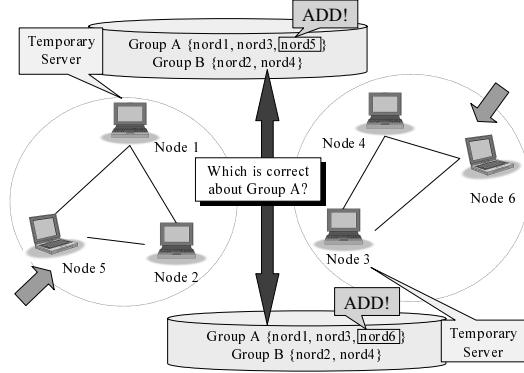 ADD!
Temporary
Server
Group A {nord1, nord3, nord5}
Group B {nord2, nord4}
Node 1
Node 4
Which is correct
about Group A?
Node 6
Node 5
Node 2
Node 3
ADD!
Group A {nord1, nord3, nord6}
Group B {nord2, nord4}
Temporary
Server